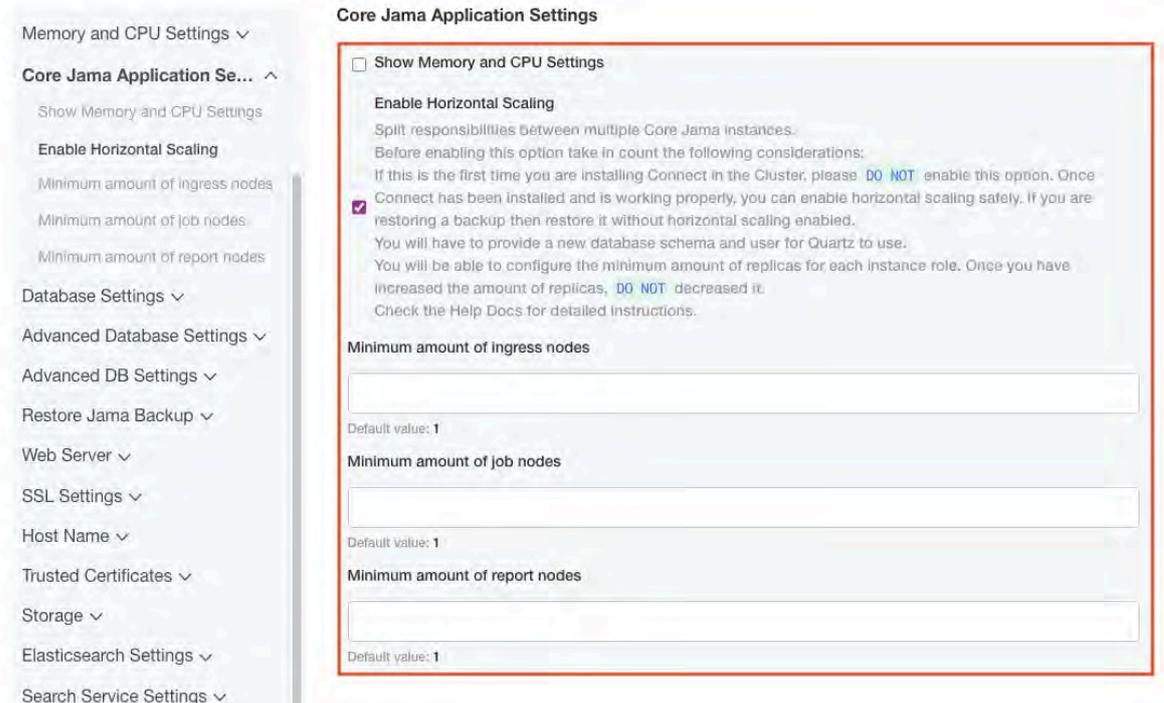 Memory and CPU Settings
Core Jama Application Se...
Show Memory and CPU Settings
Enable Horizontal Scaling
Minimum amount of ingress nodes
Minimum amount of job nodes
Minimum amount of report nodes
Database Settings
Advanced Database Settings
Advanced DB Settings
Restore Jama Backup
Web Server
SSL Settings
Host Name
Trusted Certificates
Storage
Elasticsearch Settings
Search Service Settings
Core Jama Application Settings
Show Memory and CPU Settings
Enable Horizontal Scaling
Split responsibilities between multiple Core Jama instances.
Before enabling this option take in count the following considerations:
If this is the first time you are installing Connect in the Cluster, please DO NOT enable this option. Once
Connect has been installed and is working properly, you can enable horizontal scaling safely. If you are
restoring a backup then restore it without horizontal scaling enabled.
You will have to provide a new database schema and user for Quartz to use.
You will be able to configure the minimum amount of replicas for each instance role. Once you have
increased the amount of replicas, DO NOT decreased it.
Check the Help Docs for detailed instructions.
Minimum amount of ingress nodes
Default value: 1
Minimum amount of job nodes
Default value: 1
Minimum amount of report nodes
Default value: 1